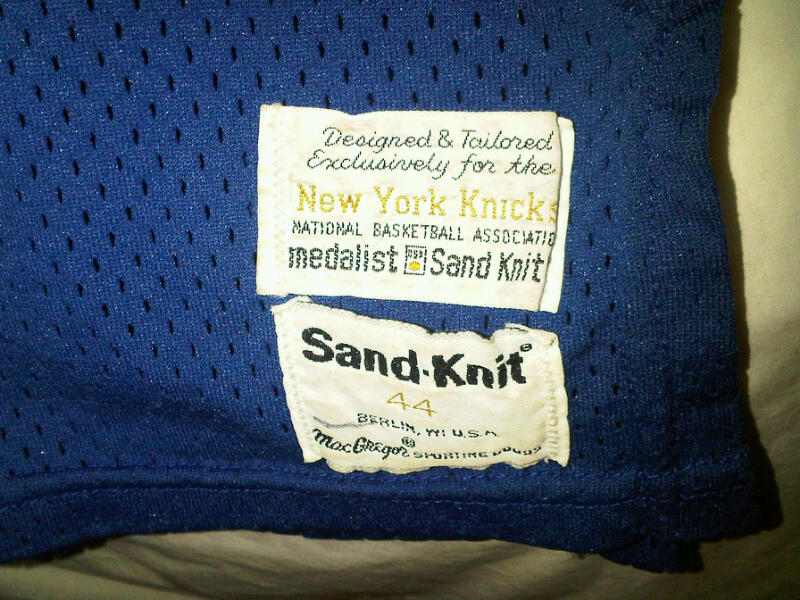 Designed & Tailored
Exclusively for the
New York Knicks
NATIONAL BASKETBALL ASSOCIATIO
medalist Sand Knit
Sand-Knit®
44
BERLIN, WI U.S.A.
MacGregor® SPORTING GOODS